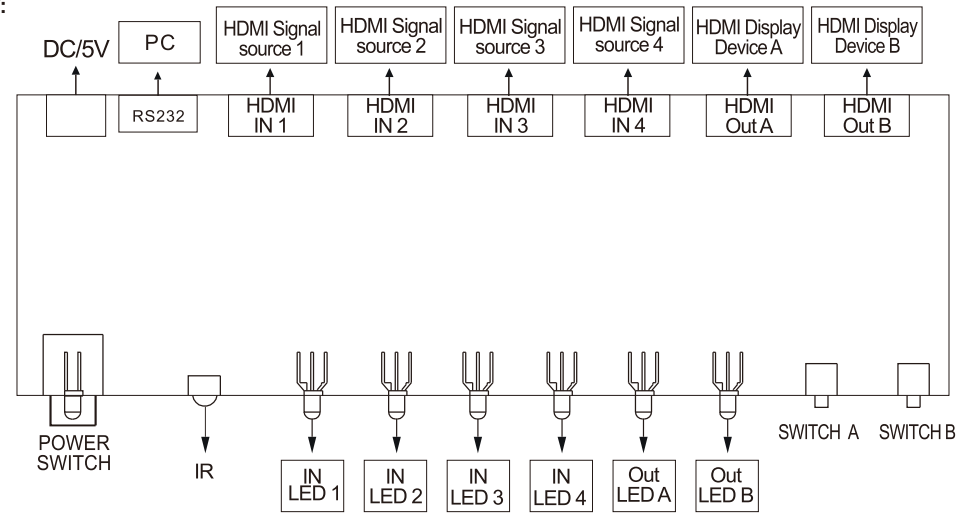 :
DC/5V
PC
HDMI Signal
source 1
HDMI Signal
source 2
HDMI Signal
source 3
HDMI Signal
source 4
HDMI Display
Device A
HDMI Display
Device B
RS232
HDMI
IN 1
HDMI
IN 2
HDMI
IN 3
HDMI
IN 4
HDMI
Out A
HDMI
Out B
POWER
SWITCH
IR
IN
LED 1
IN
LED 2
IN
LED 3
IN
LED 4
Out
LED A
Out
LED B
SWITCH A
SWITCH B